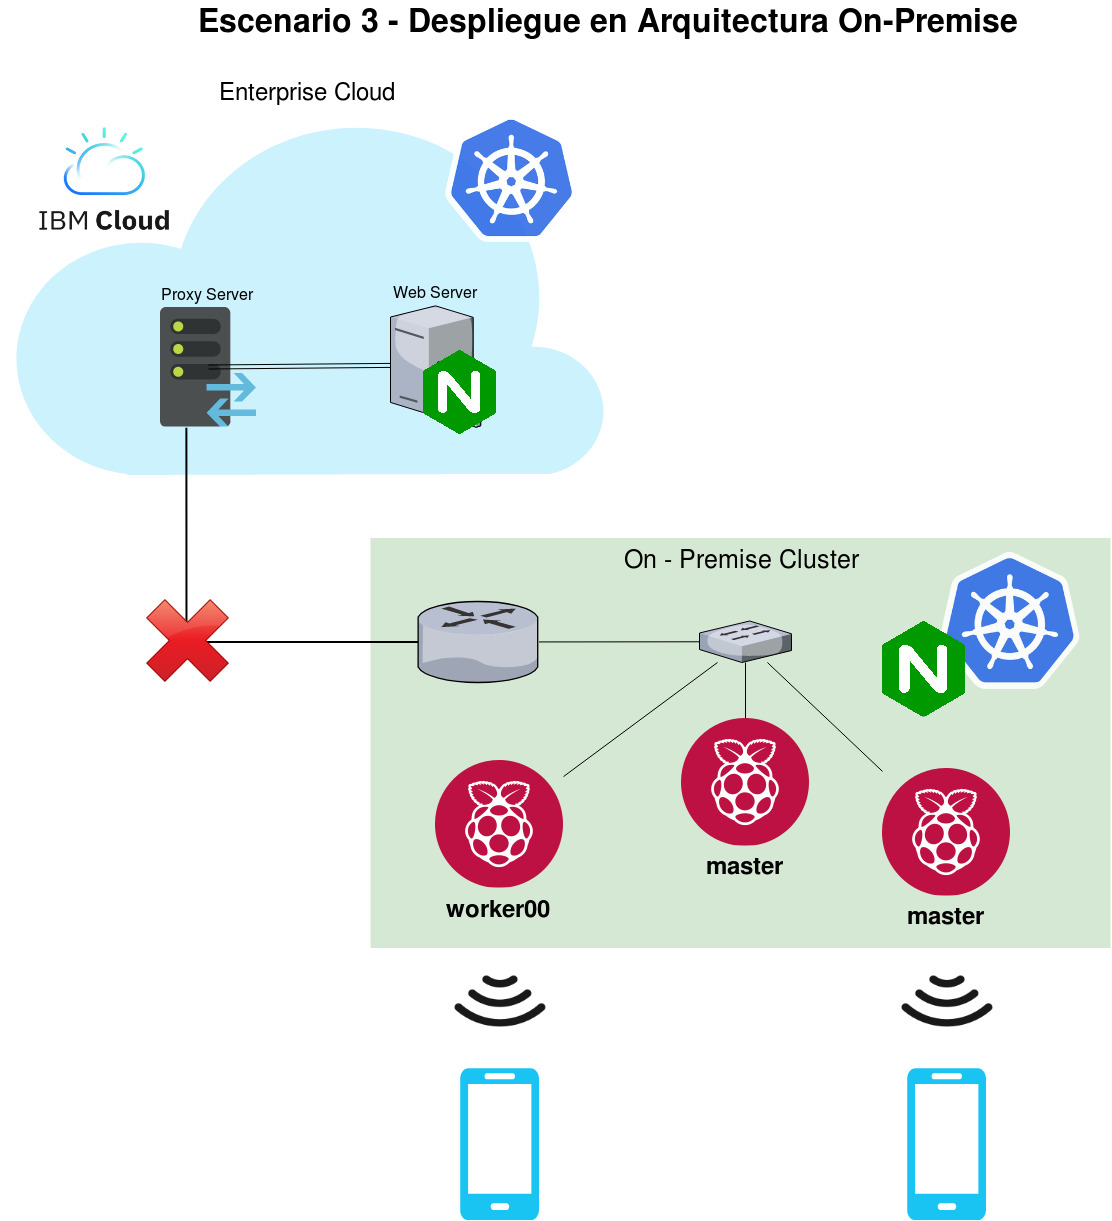 Escenario 3 - Despliegue en Arquitectura On-Premise
Enterprise Cloud
IBM Cloud
Proxy Server
Web Server
N
On - Premise Cluster
N
master
worker00
master